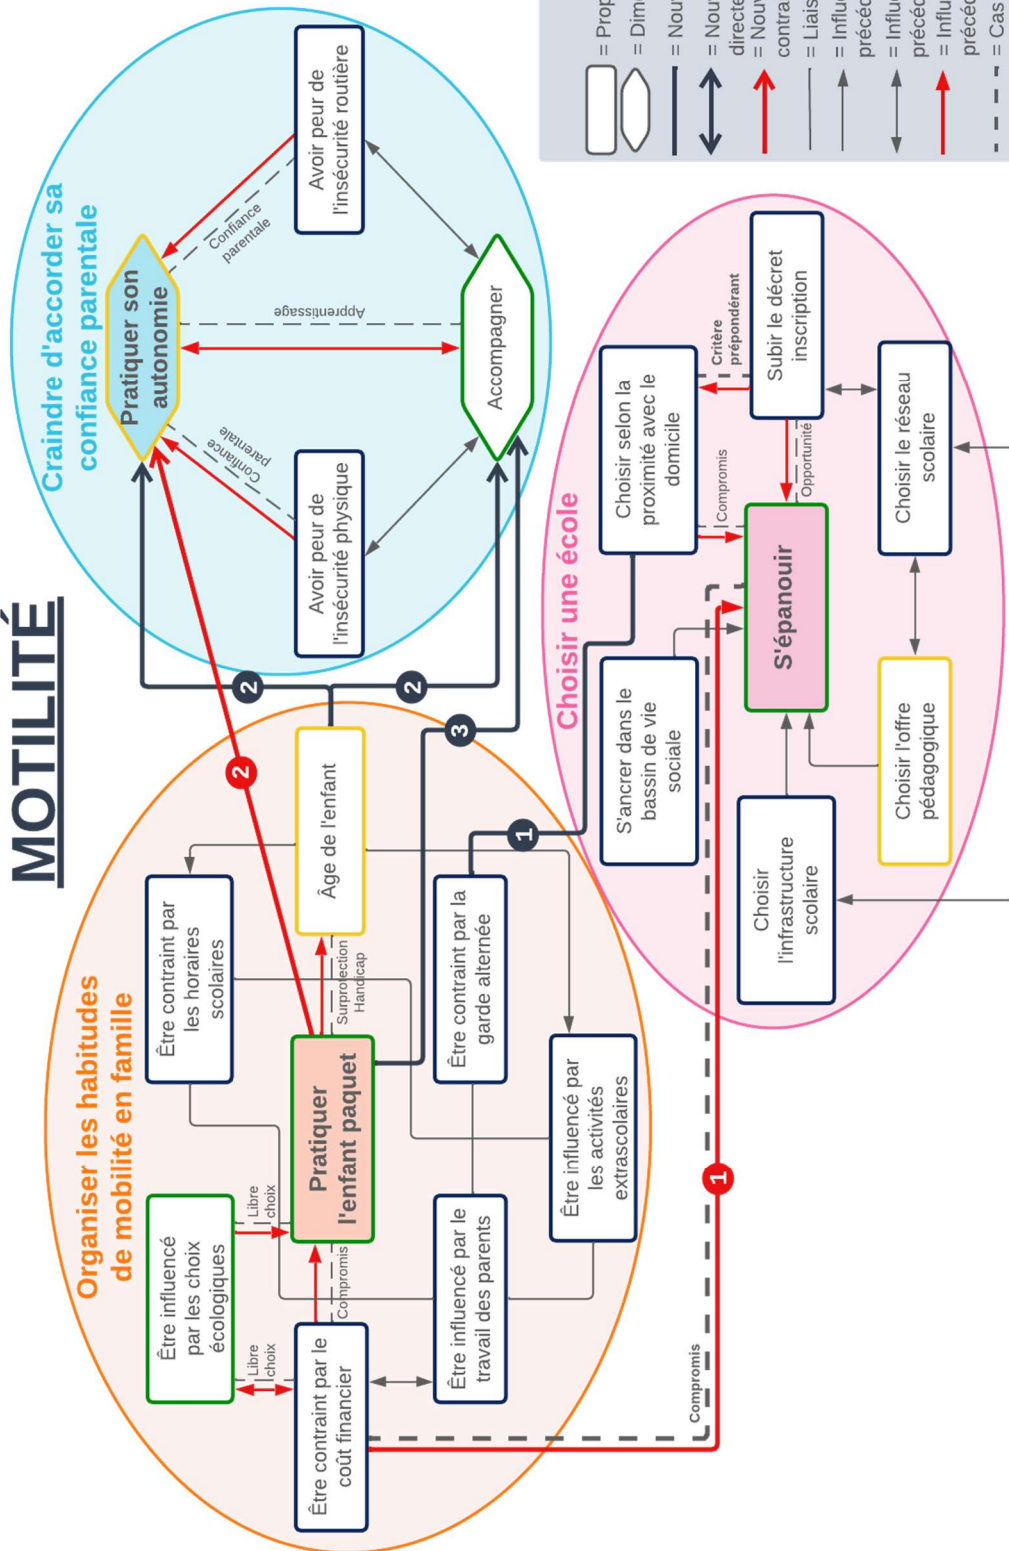 MOTILITÉ
Organiser les habitudes
de mobilité en famille
Être influencé
par les choix
écologiques
Libre
choix
Libre
choix
Être contraint par le
coût financier
Compromis
Pratiquer
l'enfant paquet
Surprotection
Handicap
Âge de l'enfant
Être contraint par
les horaires
scolaires
Être influencé par le
travail des parents
Être contraint par la
garde alternée
Être influencé par
les activités
extrascolaires
2
2
2
3
1
1
Compromis
Craindre d'accorder sa
confiance parentale
Pratiquer son
autonomie
Confiance
parentale
Apprentissage
Confiance
parentale
Avoir peur de
l'insécurité physique
Avoir peur de
l'insécurité routière
Accompagner
Choisir une école
S'ancrer dans le
bassin de vie
sociale
Choisir selon la
proximité avec le
domicile
Critère
prépondérant
Compromis
Subir le décret
inscription
Opportunité
S'épanouir
Choisir
l'infrastructure
scolaire
Choisir l'offre
pédagogique
Choisir le réseau
scolaire
= Prop
= Dime
= Nou
= Nou
directe
= Nouv
contra
= Liais
= Influe
précéd
= Influe
précéd
= Influ
précéd
= Cas